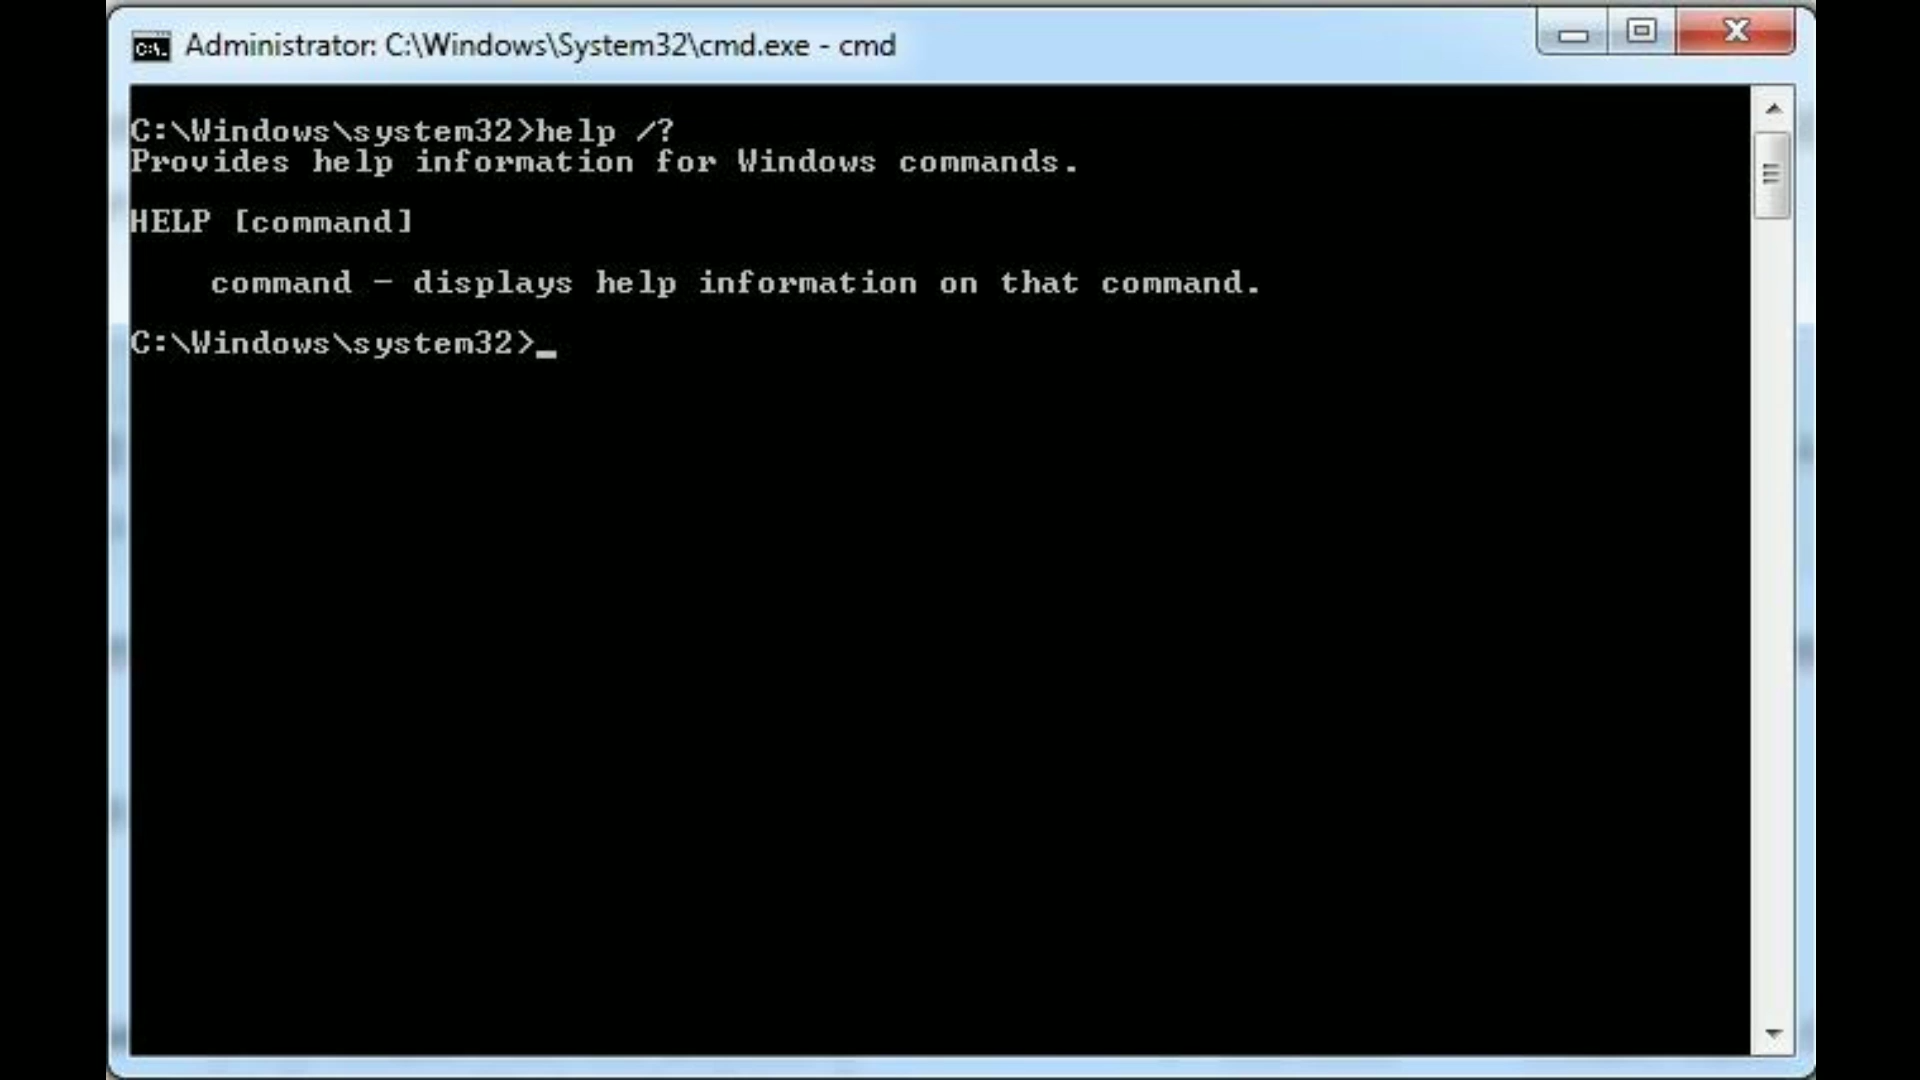 Administrator: C:\Windows\System32\cmd.exe - cmd
C:\Windows\system32>help /?
Provides help information for Windows commands.
HELP [command]
command - displays help information on that command.
C:\Windows\system32>_